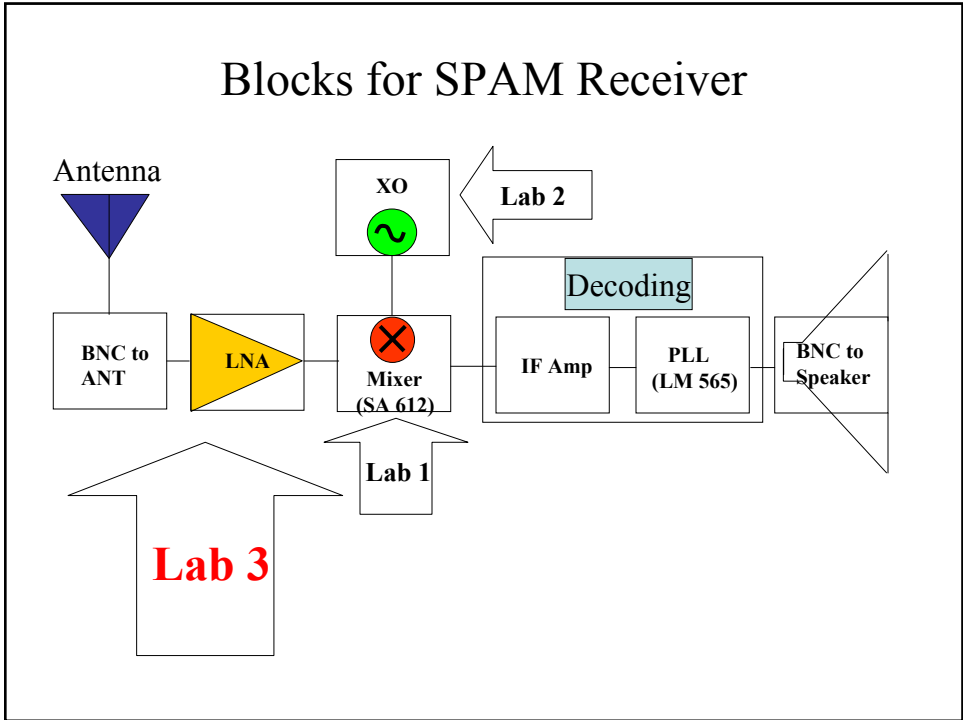 Blocks for SPAM Receiver
Antenna
XO
Lab 2
Decoding
BNC to
ANT
LNA
Mixer
(SA 612)
IF Amp
PLL
(LM 565)
BNC to
Speaker
Lab 1
Lab 3